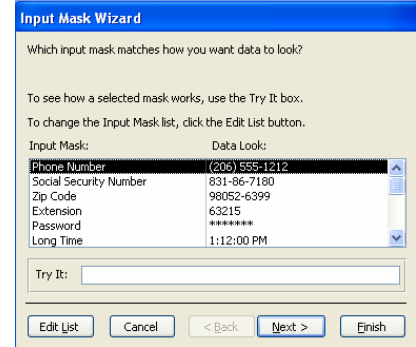 Input Mask Wizard
Which input mask matches how you want data to look?
To see how a selected mask works, use the Try It box.
To change the Input Mask list, click the Edit List button.
Input Mask: Data Look:
Phone Number (206) 555-1212
Social Security Number 831-86-7180
Zip Code 98052-6399
Extension 63215
Password *******
Long Time 1:12:00 PM
Try It:
Edit List Cancel < Back Next > Finish